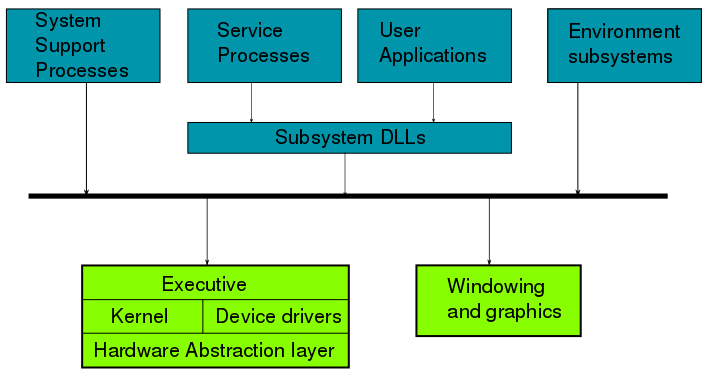 System
Support
Processes
Service
Processes
User
Applications
Environment
subsystems
Subsystem DLLs
Executive
Kernel
Device drivers
Hardware Abstraction layer
Windowing
and graphics